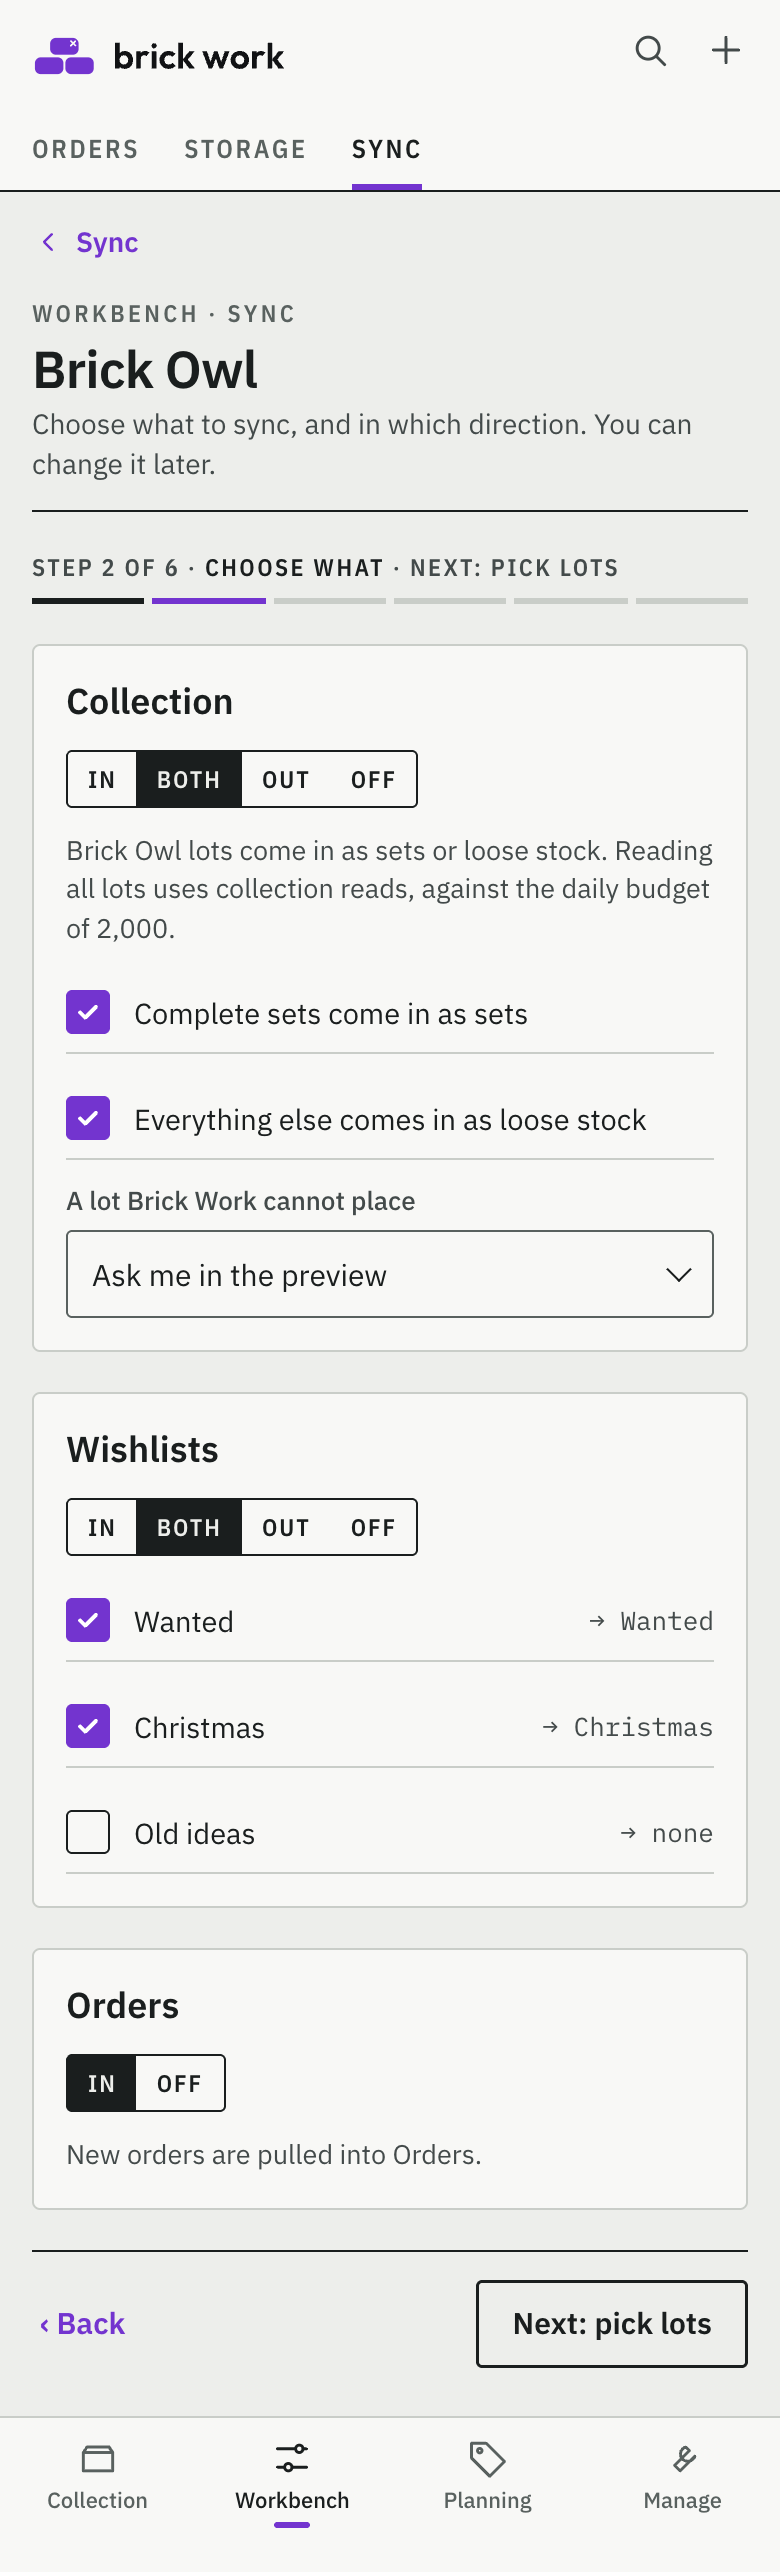 brick work
ORDERS STORAGE SYNC
Sync
WORKBENCH · SYNC
Brick Owl
Choose what to sync, and in which direction. You can
change it later.
STEP 2 OF 6 · CHOOSE WHAT · NEXT: PICK LOTS
Collection
IN BOTH OUT OFF
Brick Owl lots come in as sets or loose stock. Reading
all lots uses collection reads, against the daily budget
of 2,000.
Complete sets come in as sets
Everything else comes in as loose stock
A lot Brick Work cannot place
Ask me in the preview
Wishlists
IN BOTH OUT OFF
Wanted → Wanted
Christmas → Christmas
Old ideas → none
Orders
IN OFF
New orders are pulled into Orders.
‹ Back Next: pick lots
Collection Workbench Planning Manage